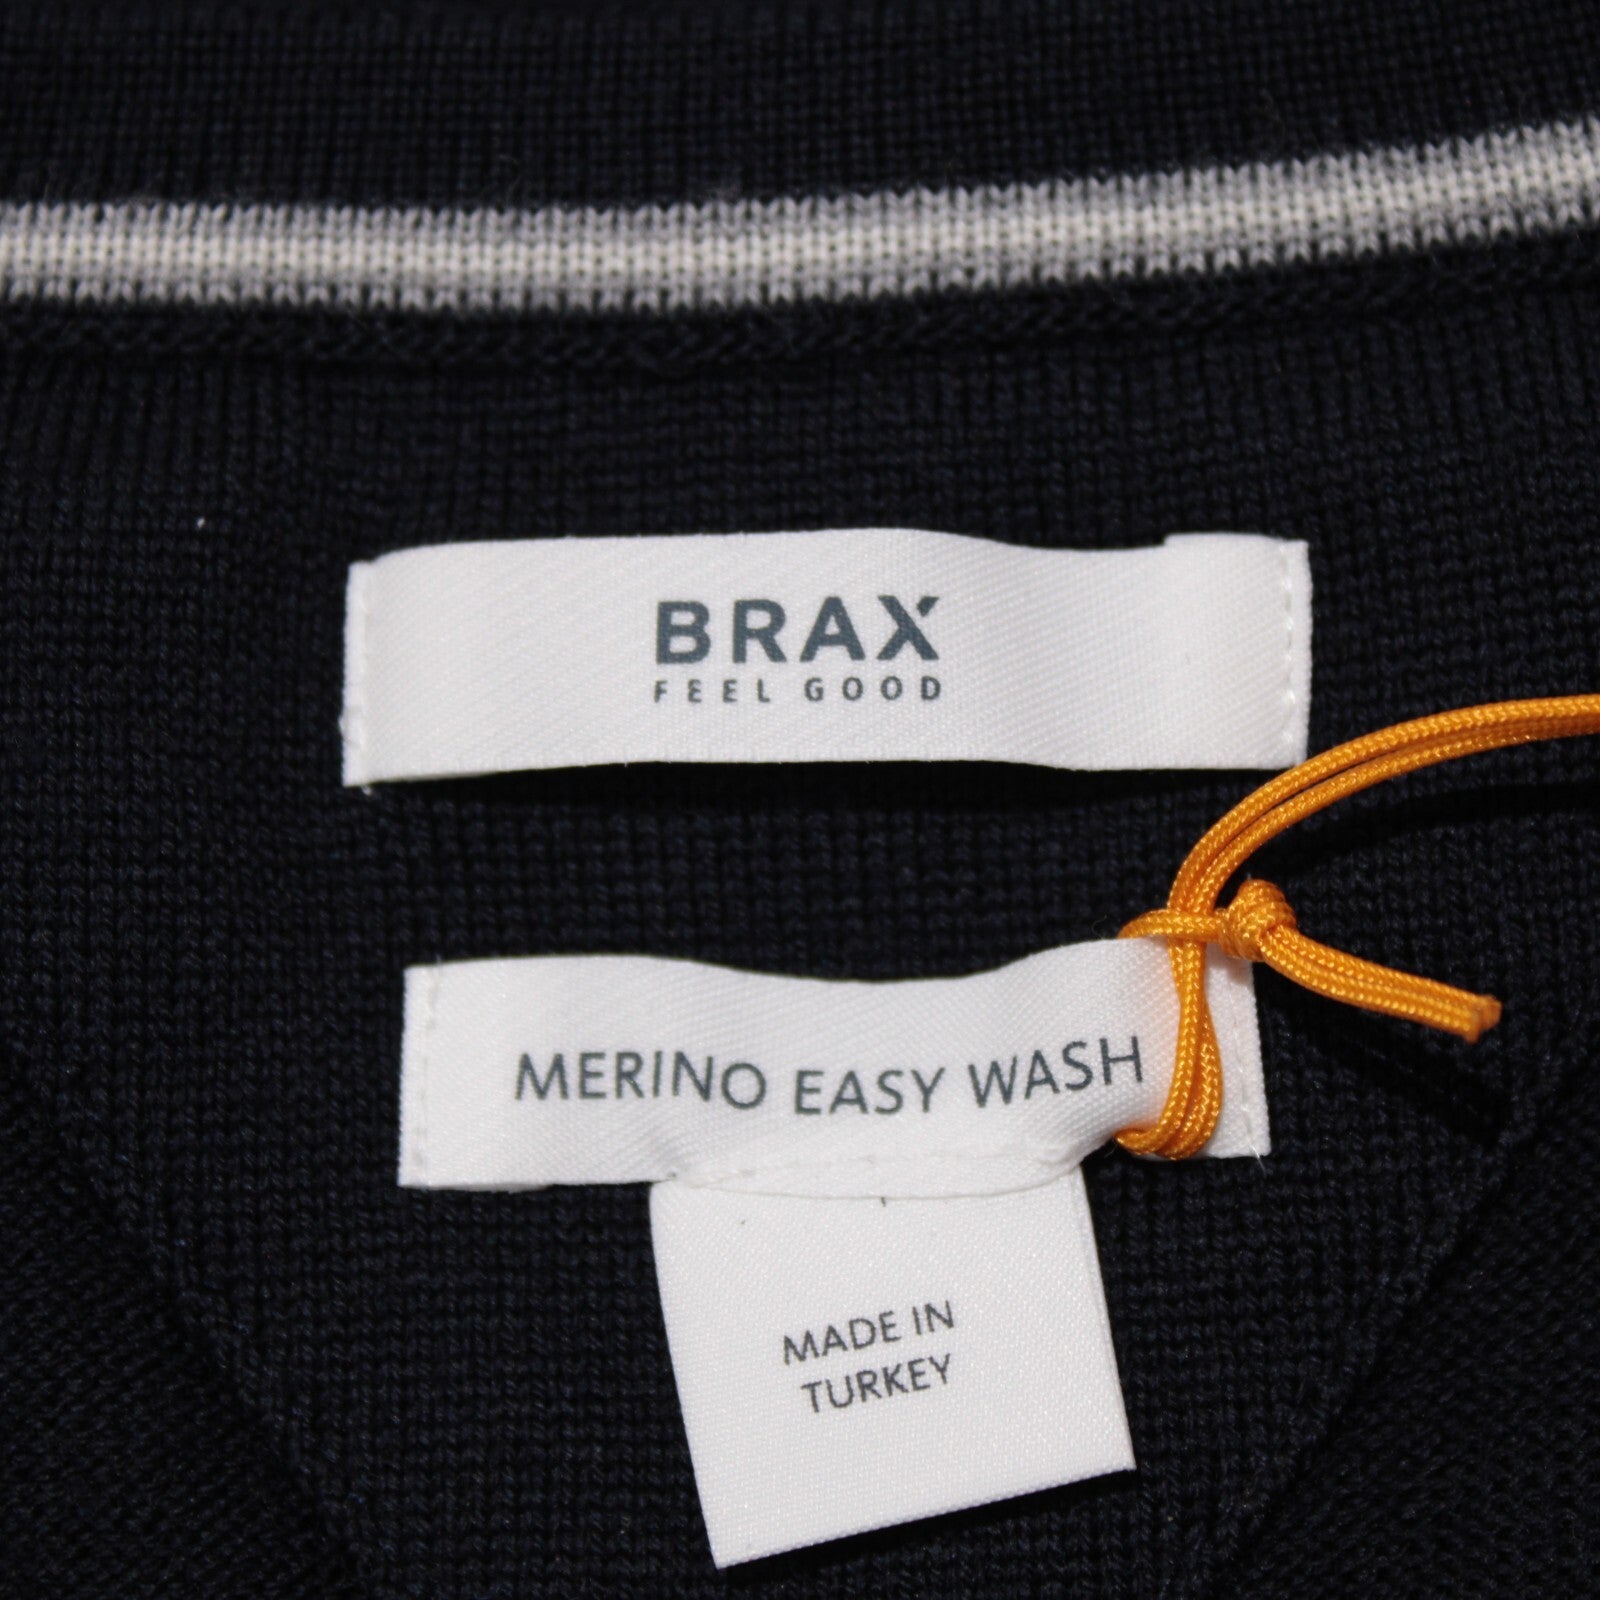 BRAX
FEEL GOOD
MERINO EASY WASH
MADE IN
TURKEY